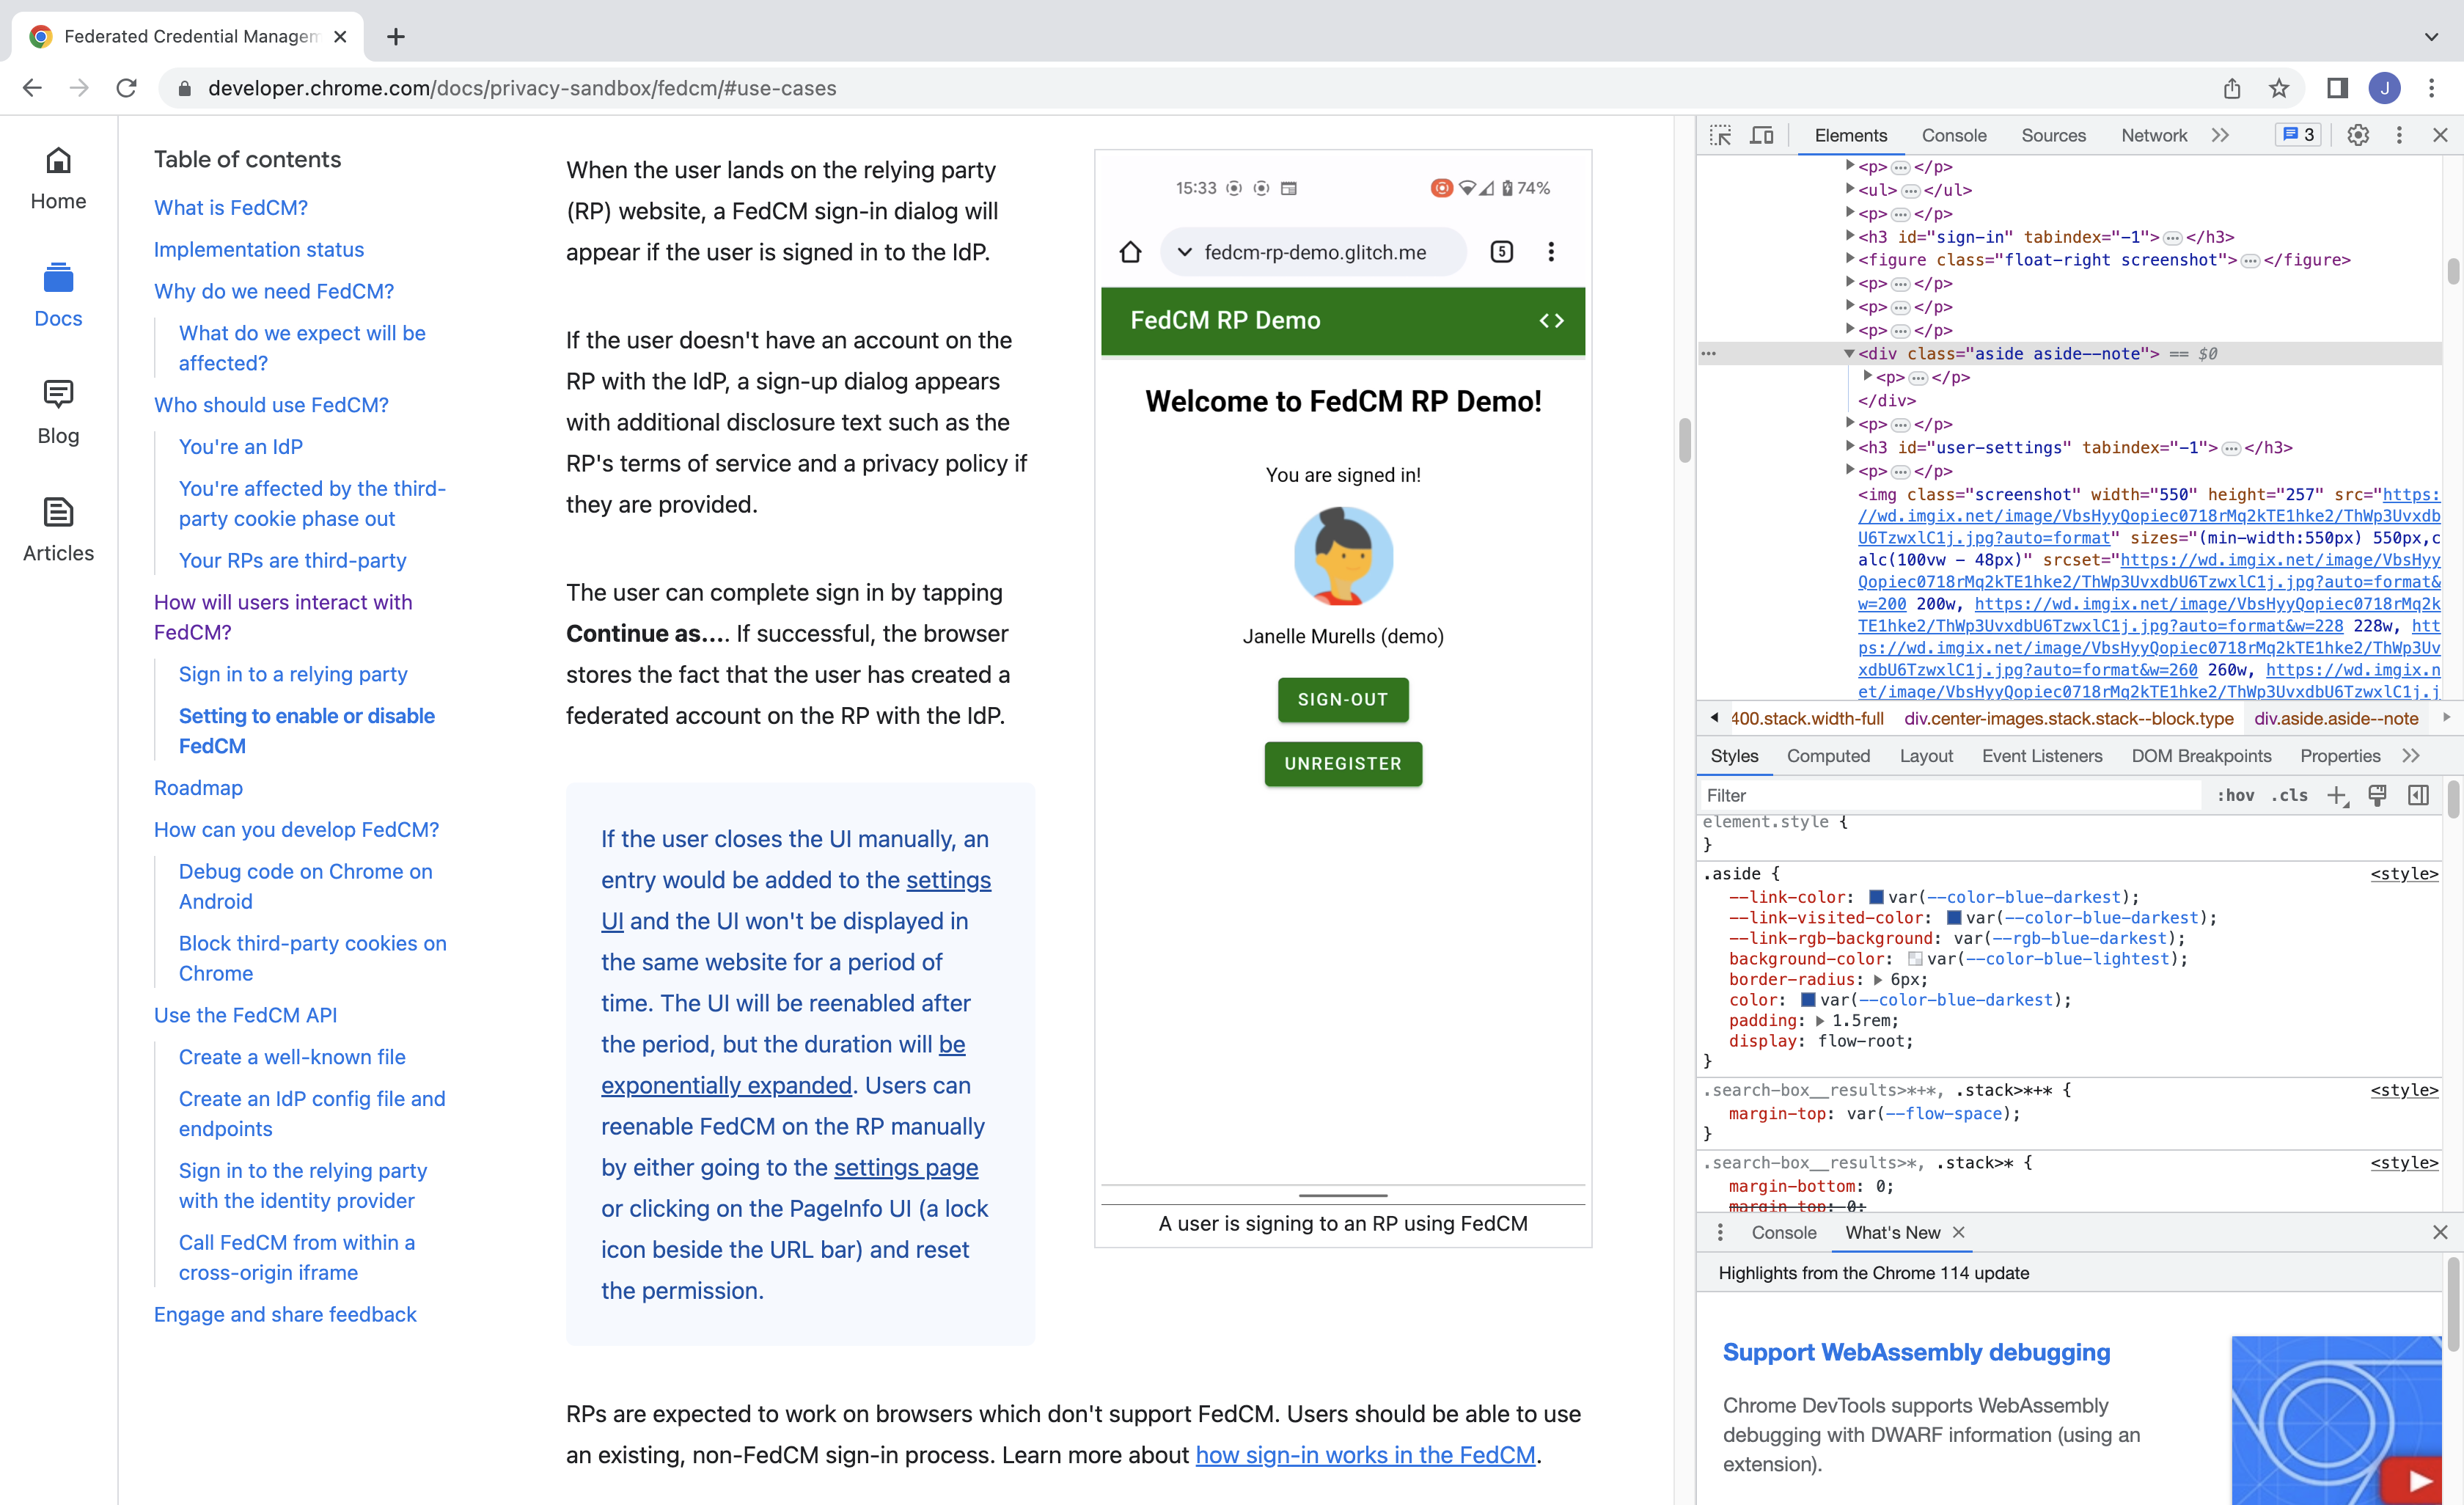 Federated Credential Managem
developer.chrome.com/docs/privacy-sandbox/fedcm/#use-cases
J
Home
Docs
Blog
Articles
Table of contents
What is FedCM?
Implementation status
Why do we need FedCM?
What do we expect will be
affected?
Who should use FedCM?
You're an IdP
You're affected by the third-
party cookie phase out
Your RPs are third-party
How will users interact with
FedCM?
Sign in to a relying party
Setting to enable or disable
FedCM
Roadmap
How can you develop FedCM?
Debug code on Chrome on
Android
Block third-party cookies on
Chrome
Use the FedCM API
Create a well-known file
Create an IdP config file and
endpoints
Sign in to the relying party
with the identity provider
Call FedCM from within a
cross-origin iframe
Engage and share feedback
When the user lands on the relying party
(RP) website, a FedCM sign-in dialog will
appear if the user is signed in to the IdP.
If the user doesn't have an account on the
RP with the IdP, a sign-up dialog appears
with additional disclosure text such as the
RP's terms of service and a privacy policy if
they are provided.
The user can complete sign in by tapping
Continue as.... If successful, the browser
stores the fact that the user has created a
federated account on the RP with the IdP.
If the user closes the UI manually, an
entry would be added to the settings
UI and the UI won't be displayed in
the same website for a period of
time. The UI will be reenabled after
the period, but the duration will be
exponentially expanded. Users can
reenable FedCM on the RP manually
by either going to the settings page
or clicking on the PageInfo UI (a lock
icon beside the URL bar) and reset
the permission.
RPs are expected to work on browsers which don't support FedCM. Users should be able to use
an existing, non-FedCM sign-in process. Learn more about how sign-in works in the FedCM.
15:33
74%
fedcm-rp-demo.glitch.me
5
FedCM RP Demo
<>
Welcome to FedCM RP Demo!
You are signed in!
Janelle Murells (demo)
SIGN-OUT
UNREGISTER
A user is signing to an RP using FedCM
Elements Console Sources Network 3
<p>…</p>
<ul>…</ul>
<p>…</p>
<h3 id="sign-in" tabindex="-1">…</h3>
<figure class="float-right screenshot">…</figure>
<p>…</p>
<p>…</p>
<p>…</p>
<div class="aside aside--note"> == $0
<p>…</p>
</div>
<p>…</p>
<h3 id="user-settings" tabindex="-1">…</h3>
<p>…</p>
<img class="screenshot" width="550" height="257" src="https:
//wd.imgix.net/image/VbsHyyQopiec0718rMq2kTE1hke2/ThWp3Uvxdb
U6TzwxlC1j.jpg?auto=format" sizes="(min-width:550px) 550px,c
alc(100vw - 48px)" srcset="https://wd.imgix.net/image/VbsHyy
Qopiec0718rMq2kTE1hke2/ThWp3UvxdbU6TzwxlC1j.jpg?auto=format&
w=200 200w, https://wd.imgix.net/image/VbsHyyQopiec0718rMq2k
TE1hke2/ThWp3UvxdbU6TzwxlC1j.jpg?auto=format&w=228 228w, htt
ps://wd.imgix.net/image/VbsHyyQopiec0718rMq2kTE1hke2/ThWp3Uv
xdbU6TzwxlC1j.jpg?auto=format&w=260 260w, https://wd.imgix.n
et/image/VbsHyyQopiec0718rMq2kTE1hke2/ThWp3UvxdbU6TzwxlC1j.j
400.stack.width-full div.center-images.stack.stack--block.type div.aside.aside--note
Styles Computed Layout Event Listeners DOM Breakpoints Properties
Filter :hov .cls
element.style {
}
.aside { <style>
--link-color: var(--color-blue-darkest);
--link-visited-color: var(--color-blue-darkest);
--link-rgb-background: var(--rgb-blue-darkest);
background-color: var(--color-blue-lightest);
border-radius: 6px;
color: var(--color-blue-darkest);
padding: 1.5rem;
display: flow-root;
}
.search-box__results>*+*, .stack>*+* { <style>
margin-top: var(--flow-space);
}
.search-box__results>*, .stack>* { <style>
margin-bottom: 0;
margin-top: 0;
Console What's New
Highlights from the Chrome 114 update
Support WebAssembly debugging
Chrome DevTools supports WebAssembly
debugging with DWARF information (using an
extension).